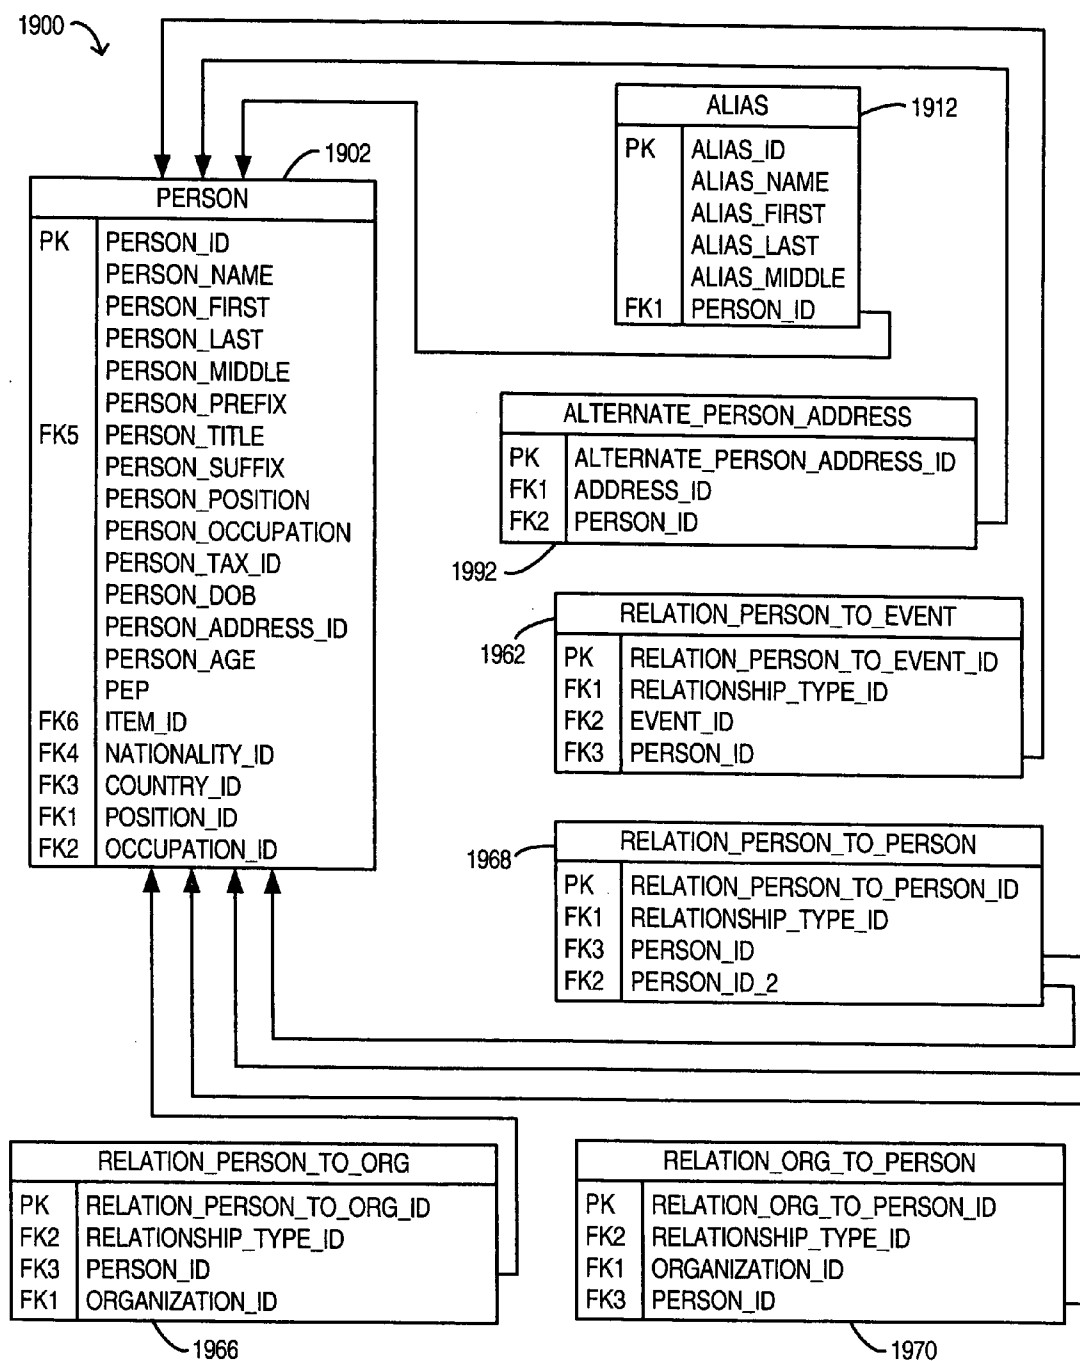 1900
ALIAS
1912
PK ALIAS_ID
ALIAS_NAME
ALIAS_FIRST
ALIAS_LAST
ALIAS_MIDDLE
FK1 PERSON_ID
1902
PERSON
PK PERSON_ID
PERSON_NAME
PERSON_FIRST
PERSON_LAST
PERSON_MIDDLE
PERSON_PREFIX
FK5 PERSON_TITLE
PERSON_SUFFIX
PERSON_POSITION
PERSON_OCCUPATION
PERSON_TAX_ID
PERSON_DOB
PERSON_ADDRESS_ID
PERSON_AGE
PEP
FK6 ITEM_ID
FK4 NATIONALITY_ID
FK3 COUNTRY_ID
FK1 POSITION_ID
FK2 OCCUPATION_ID
ALTERNATE_PERSON_ADDRESS
PK ALTERNATE_PERSON_ADDRESS_ID
FK1 ADDRESS_ID
FK2 PERSON_ID
1992
RELATION_PERSON_TO_EVENT
1962
PK RELATION_PERSON_TO_EVENT_ID
FK1 RELATIONSHIP_TYPE_ID
FK2 EVENT_ID
FK3 PERSON_ID
RELATION_PERSON_TO_PERSON
1968
PK RELATION_PERSON_TO_PERSON_ID
FK1 RELATIONSHIP_TYPE_ID
FK3 PERSON_ID
FK2 PERSON_ID_2
RELATION_PERSON_TO_ORG
PK RELATION_PERSON_TO_ORG_ID
FK2 RELATIONSHIP_TYPE_ID
FK3 PERSON_ID
FK1 ORGANIZATION_ID
1966
RELATION_ORG_TO_PERSON
PK RELATION_ORG_TO_PERSON_ID
FK2 RELATIONSHIP_TYPE_ID
FK1 ORGANIZATION_ID
FK3 PERSON_ID
1970